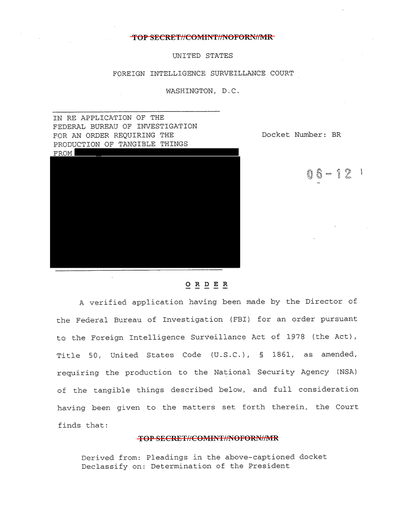 TOP SECRET//COMINT//NOFORN//MR
UNITED STATES
FOREIGN INTELLIGENCE SURVEILLANCE COURT
WASHINGTON, D.C.
IN RE APPLICATION OF THE
FEDERAL BUREAU OF INVESTIGATION
FOR AN ORDER REQUIRING THE
PRODUCTION OF TANGIBLE THINGS
FROM
Docket Number: BR
06-12
O R D E R
A verified application having been made by the Director of
the Federal Bureau of Investigation (FBI) for an order pursuant
to the Foreign Intelligence Surveillance Act of 1978 (the Act),
Title 50, United States Code (U.S.C.), § 1861, as amended,
requiring the production to the National Security Agency (NSA)
of the tangible things described below, and full consideration
having been given to the matters set forth therein, the Court
finds that:
TOP SECRET//COMINT//NOFORN//MR
Derived from: Pleadings in the above-captioned docket
Declassify on: Determination of the President